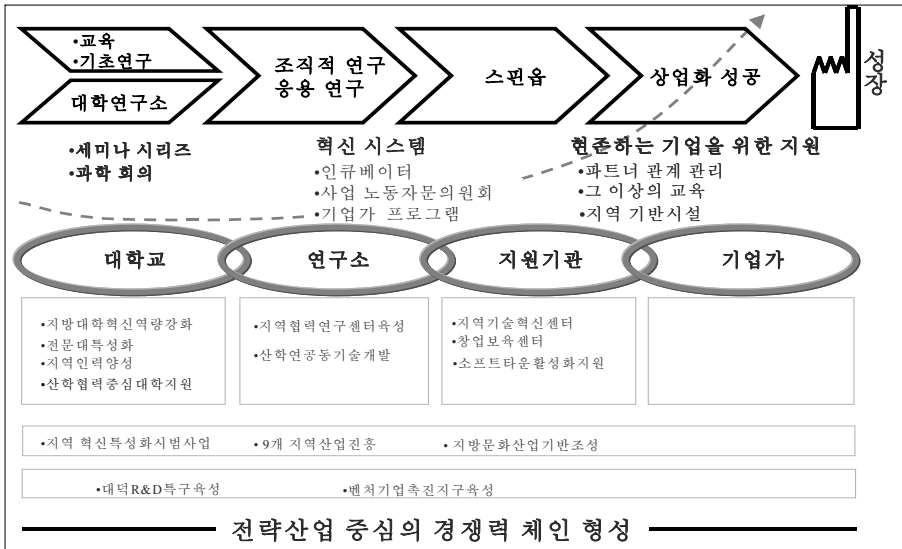 •교육
•기초연구
대학연구소
조직적 연구
응용 연구
스핀옵
상업화 성공
성장
•세미나 시리즈
•과학 회의
혁신 시스템
•인큐베이터
•사업 노동자문의원회
•기업가 프로그램
현존하는 기업을 위한 지원
•파트너 관계 관리
•그 이상의 교육
•지역 기반시설
대학교
연구소
지원기관
기업가
•지방대학혁신역량강화
•전문대특성화
•지역인력양성
•산학협력중심대학지원
•지역협력연구센터육성
•산학연공동기술개발
•지역기술혁신센터
•창업보육센터
•소프트타운활성화지원
•지역 혁신특성화시범사업
•9개 지역산업진흥
•지방문화산업기반조성
•대덕R&D특구육성
•벤처기업촉진지구육성
전략산업 중심의 경쟁력 체인 형성